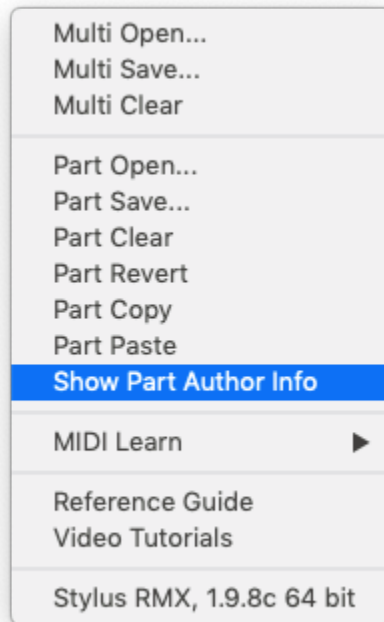 Multi Open...
Multi Save...
Multi Clear
Part Open...
Part Save...
Part Clear
Part Revert
Part Copy
Part Paste
Show Part Author Info
MIDI Learn
Reference Guide
Video Tutorials
Stylus RMX, 1.9.8c 64 bit